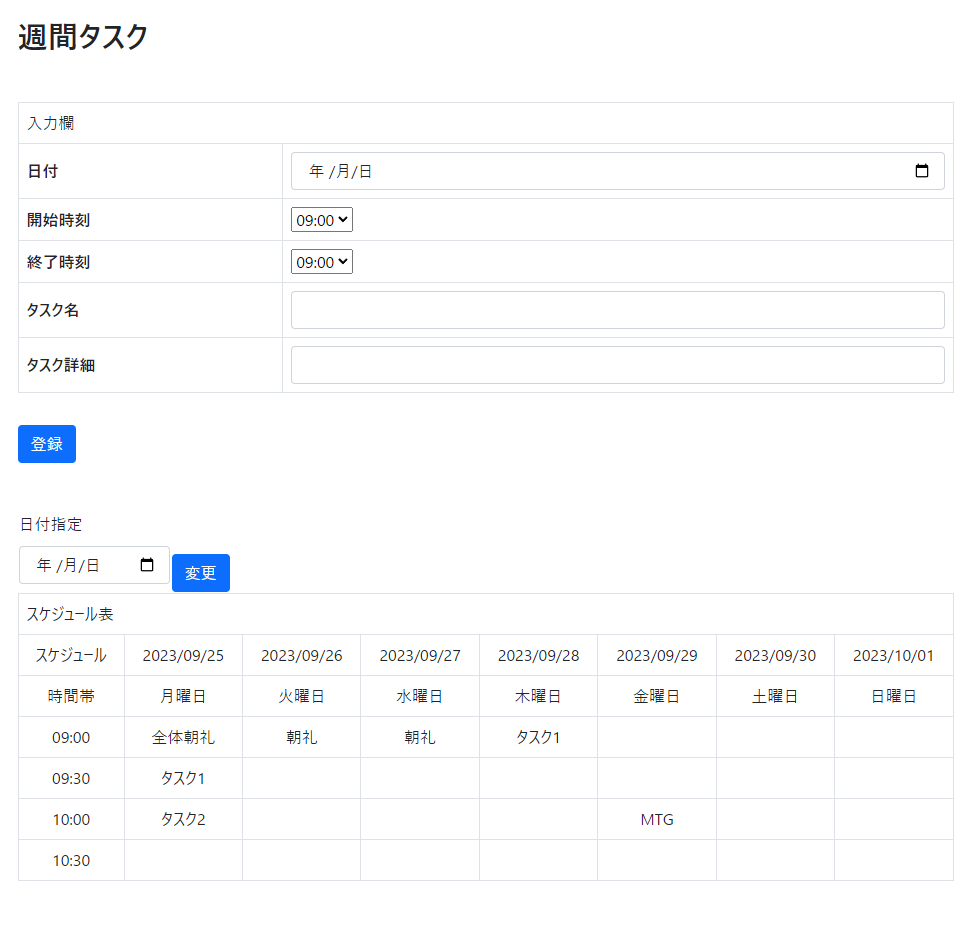 週間タスク
入力欄
日付 年 /月/日
開始時刻 09:00
終了時刻 09:00
タスク名
タスク詳細
登録
日付指定
年 /月/日 変更
スケジュール表
スケジュール 2023/09/25 2023/09/26 2023/09/27 2023/09/28 2023/09/29 2023/09/30 2023/10/01
時間帯 月曜日 火曜日 水曜日 木曜日 金曜日 土曜日 日曜日
09:00 全体朝礼 朝礼 朝礼 タスク1
09:30 タスク1
10:00 タスク2 MTG
10:30